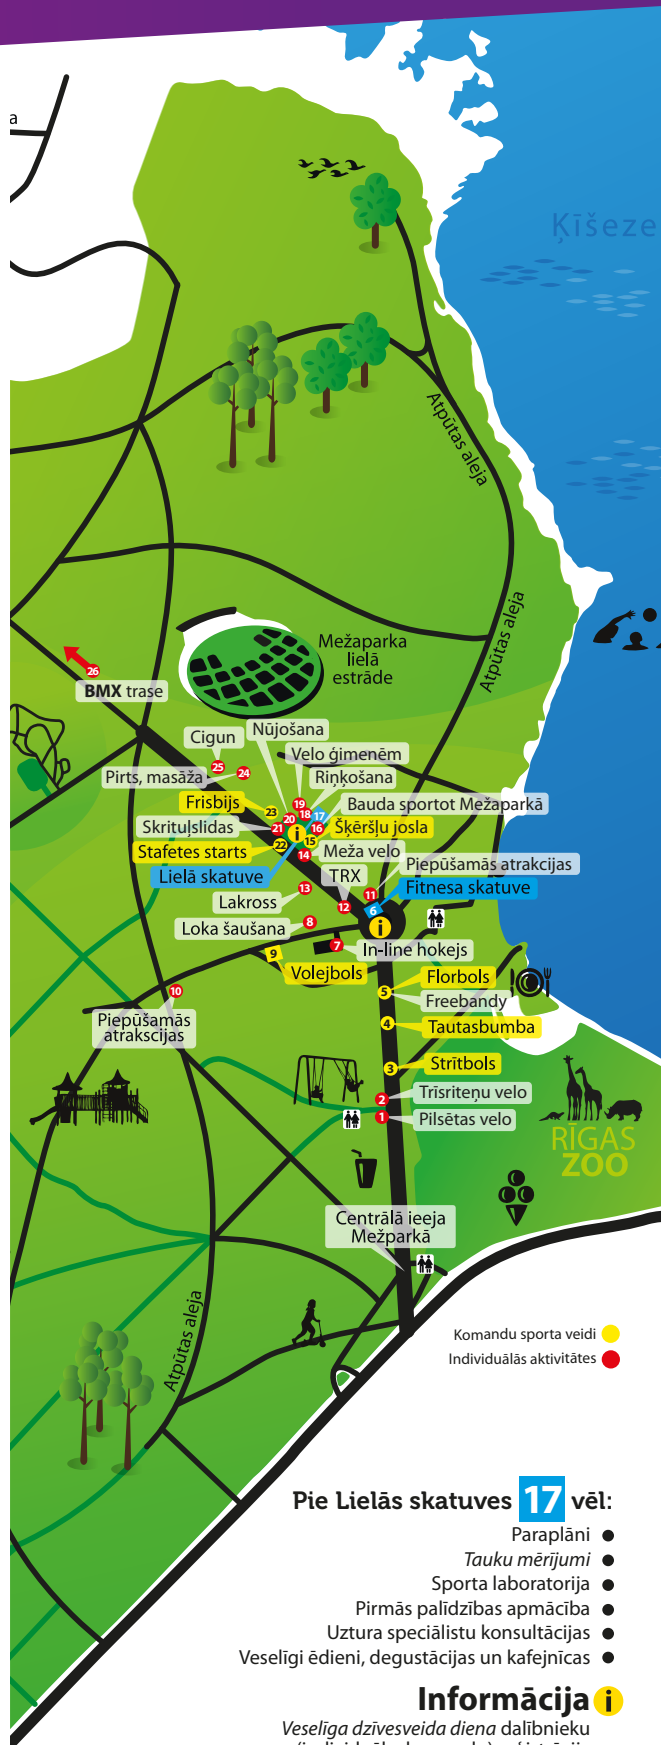 a
Ķīšeze
Atpūtas aleja
Atpūtas aleja
Mežaparka
lielā
estrāde
26
BMX trase
Nūjošana
Cigun
25
Velo ģimenēm
Pirts, masāža
24
Riņķošana
Frisbijs
23
19
18
17
Bauda sportot Mežaparkā
Skrituļslidas
21
20
16
Šķēršļu josla
15
i
Stafetes starts
22
14
Meža velo
Lielā skatuve
Piepūšamās atrakcijas
TRX
11
Fitnesa skatuve
13
Lakross
12
6
Loka šaušana
8
i
7
In-line hokejs
9
Volejbols
Florbols
5
Freebandy
10
Piepūšamās
atrakscijas
4
Tautasbumba
3
Strītbols
2
Trīsriteņu velo
1
Pilsētas velo
RĪGAS
ZOO
Centrālā ieeja
Mežparkā
Atpūtas aleja
Komandu sporta veidi
Individuālās aktivitātes
Pie Lielās skatuves 17 vēl:
Paraplāni
Tauku mērījumi
Sporta laboratorija
Pirmās palīdzības apmācība
Uztura speciālistu konsultācijas
Veselīgi ēdieni, degustācijas un kafejnīcas
Informācija i
Veselīga dzīvesveida diena dalībnieku